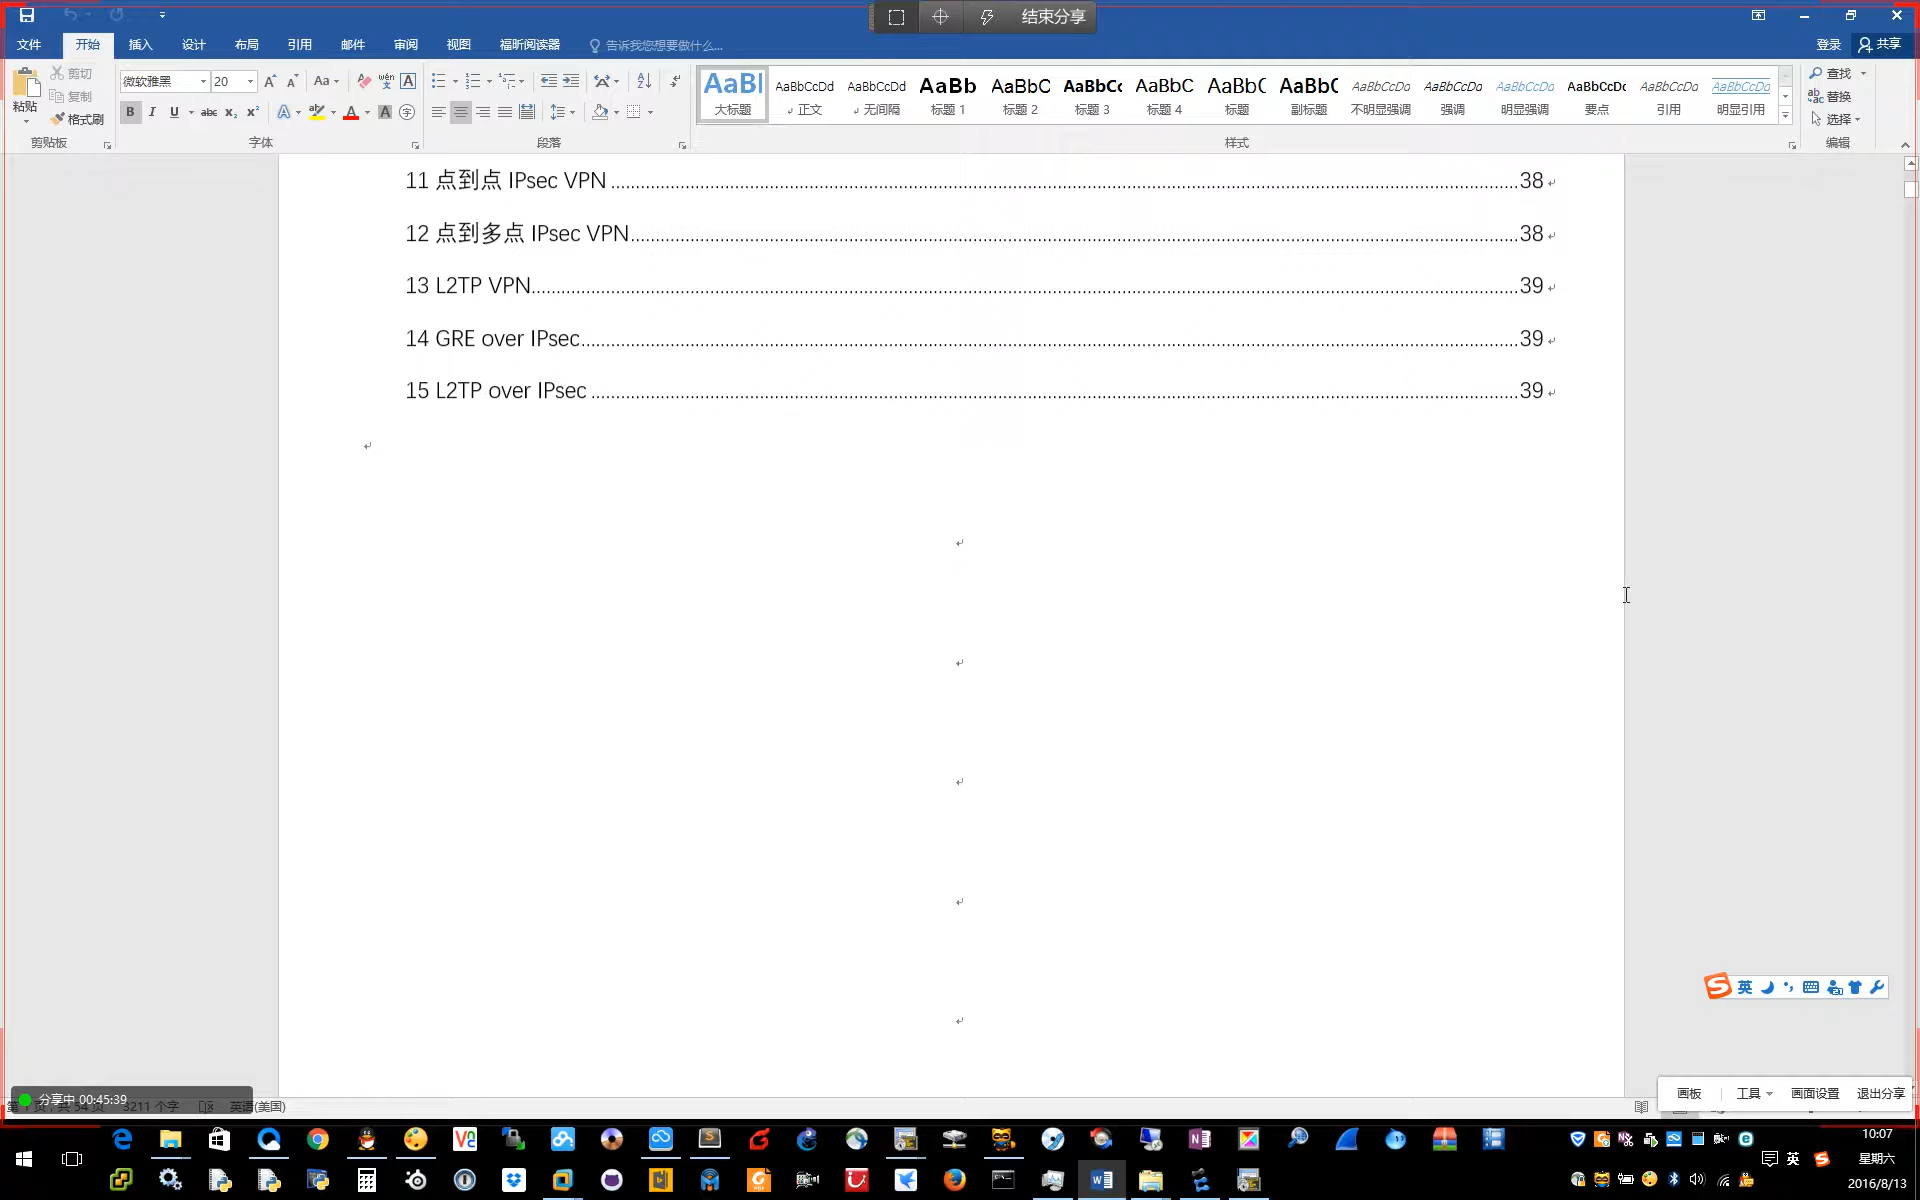 结束分享
文件 开始 插入 设计 布局 引用 邮件 审阅 视图 福昕阅读器 告诉我您想要做什么... 登录 共享
粘贴 剪切 复制 格式刷
微软雅黑 20
剪贴板 字体 段落 样式 编辑
AaBl AaBbCcDd AaBbCcDd AaBb AaBbC AaBbCc AaBbC AaBb( AaBbC AaBbCcDd AaBbCcDd AaBbCcDd AaBbCcDc AaBbCcDd AaBbCcDd
大标题 正文 无间隔 标题 1 标题 2 标题 3 标题 4 标题 副标题 不明显强调 强调 明显强调 要点 引用 明显引用
查找
替换
选择
11 点到点 IPsec VPN 38
12 点到多点 IPsec VPN 38
13 L2TP VPN 39
14 GRE over IPsec 39
15 L2TP over IPsec 39
英
分享中 00:45:39
3211 个字 英语(美国)
画板 工具 画面设置 退出分享
英
10:07
星期六
2016/8/13